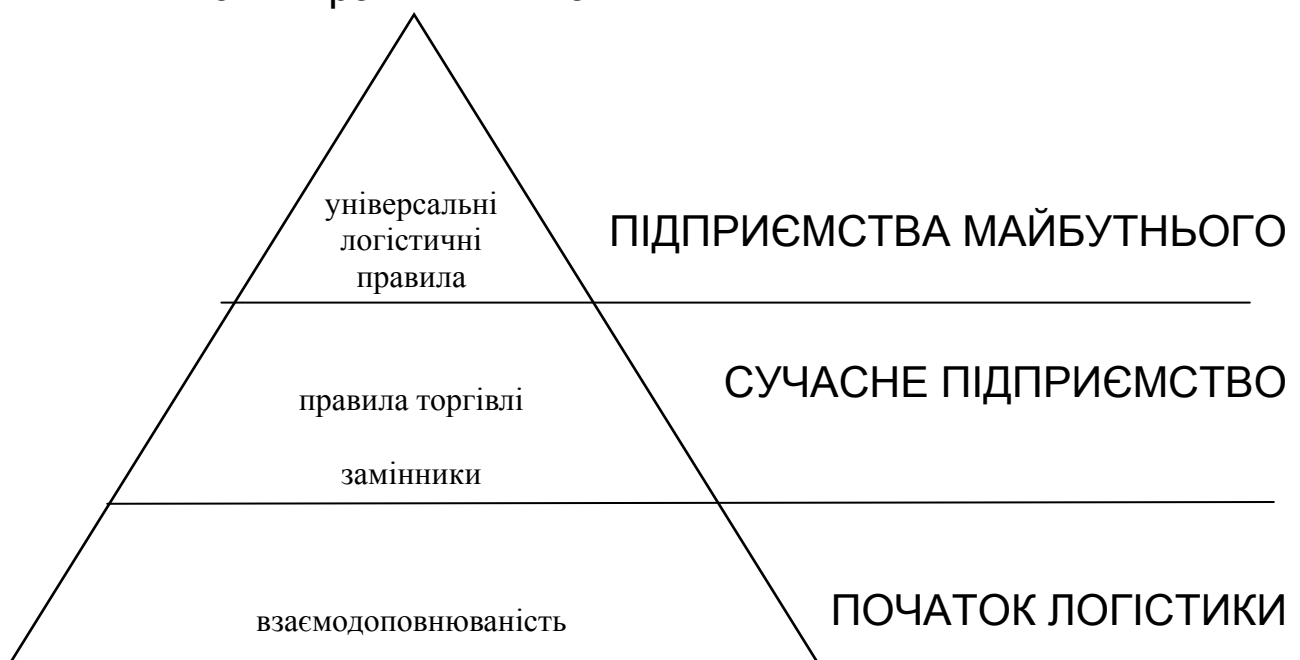 універсальні
логістичні
правила
ПІДПРИЄМСТВА МАЙБУТНЬОГО
СУЧАСНЕ ПІДПРИЄМСТВО
правила торгівлі
замінники
ПОЧАТОК ЛОГІСТИКИ
взаємодоповнюваність